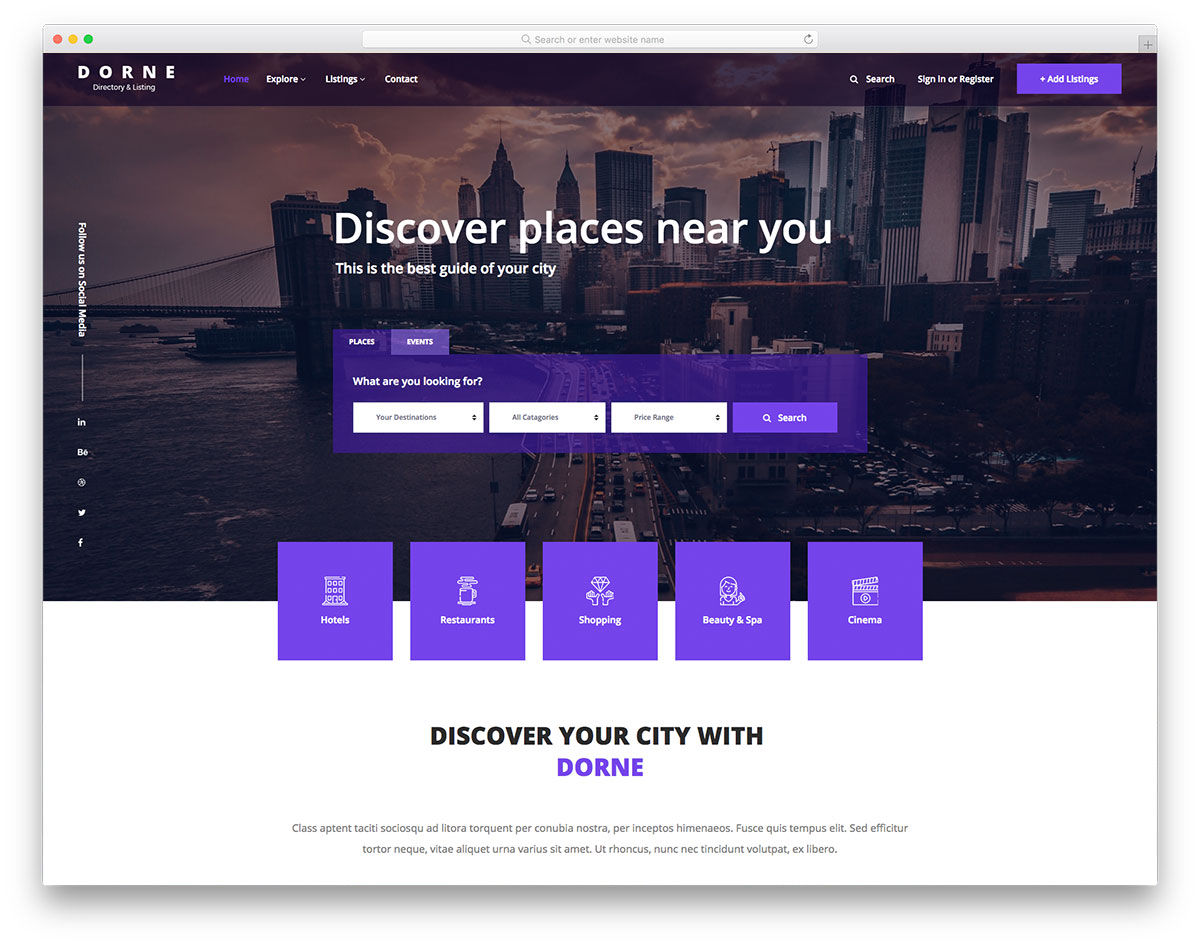 Search or enter website name
DORNE
Directory & Listing
Home
Explore
Listings
Contact
Search
Sign in or Register
+ Add Listings
Follow us on Social Media
in
Bē
f
Discover places near you
This is the best guide of your city
PLACES
EVENTS
What are you looking for?
Your Destinations
All Catagories
Price Range
Search
Hotels
Restaurants
Shopping
Beauty & Spa
Cinema
DISCOVER YOUR CITY WITH
DORNE
Class aptent taciti sociosqu ad litora torquent per conubia nostra, per inceptos himenaeos. Fusce quis tempus elit. Sed efficitur
tortor neque, vitae aliquet urna varius sit amet. Ut rhoncus, nunc nec tincidunt volutpat, ex libero.